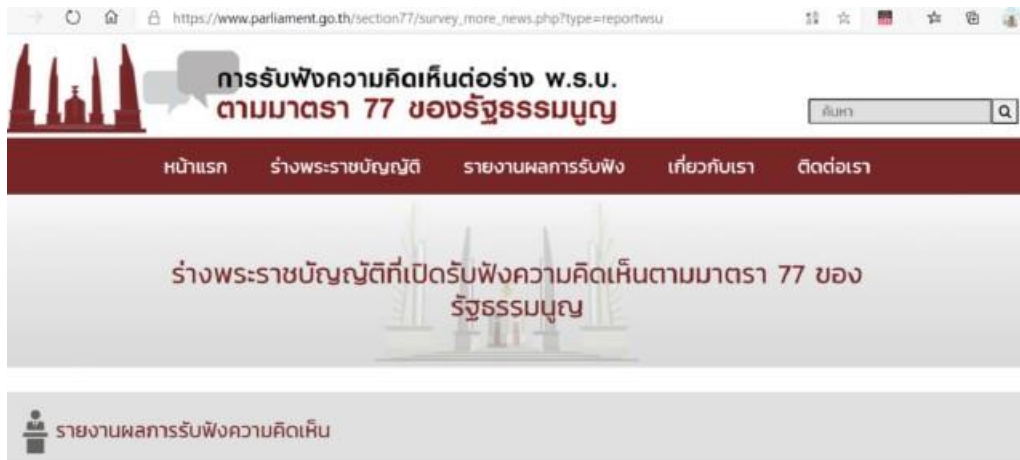 https://www.parliament.go.th/section77/survey_more_news.php?type=reportwsu
การรับฟังความคิดเห็นต่อร่าง พ.ร.บ.
ตามมาตรา 77 ของรัฐธรรมนูญ
ค้นหา
หน้าแรก ร่างพระราชบัญญัติ รายงานผลการรับฟัง เกี่ยวกับเรา ติดต่อเรา
ร่างพระราชบัญญัติที่เปิดรับฟังความคิดเห็นตามมาตรา 77 ของ
รัฐธรรมนูญ
รายงานผลการรับฟังความคิดเห็น